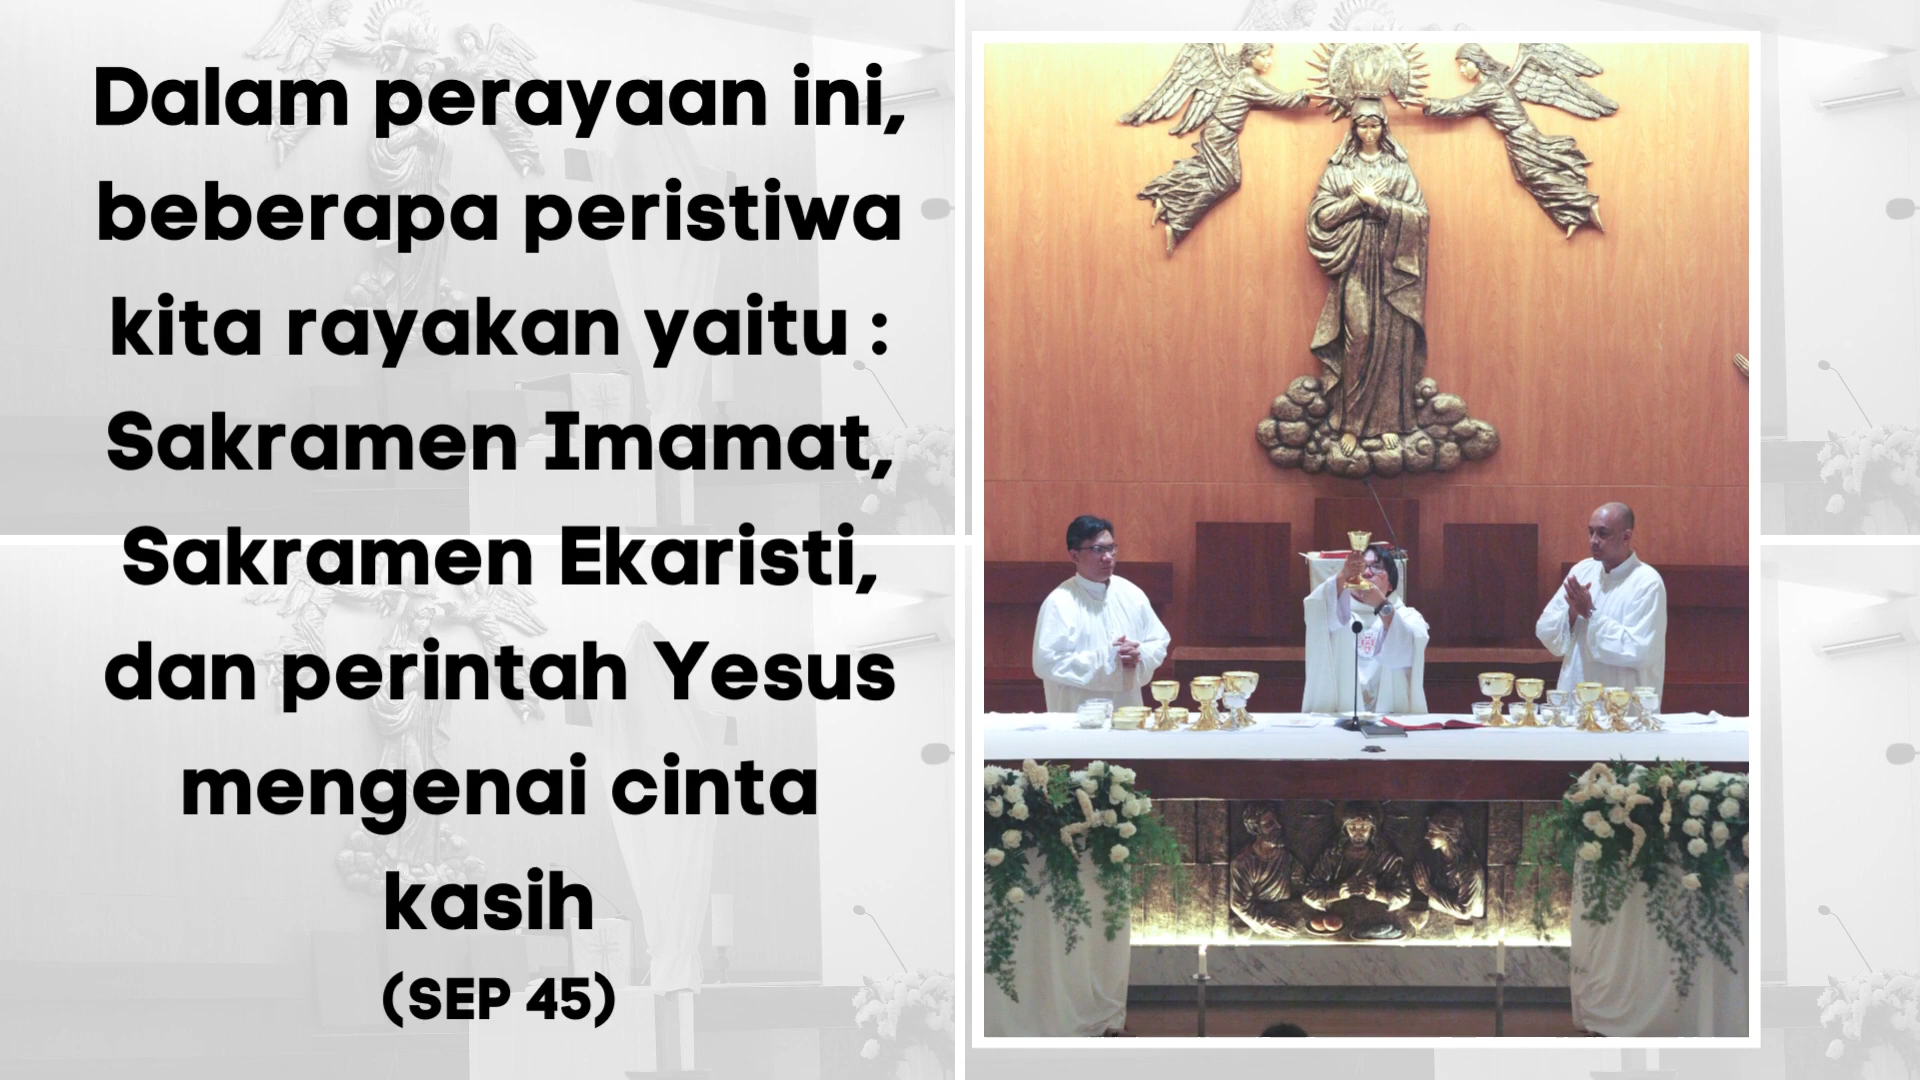 Dalam perayaan ini,
beberapa peristiwa
kita rayakan yaitu :
Sakramen Imamat,
Sakramen Ekaristi,
dan perintah Yesus
mengenai cinta
kasih
(SEP 45)